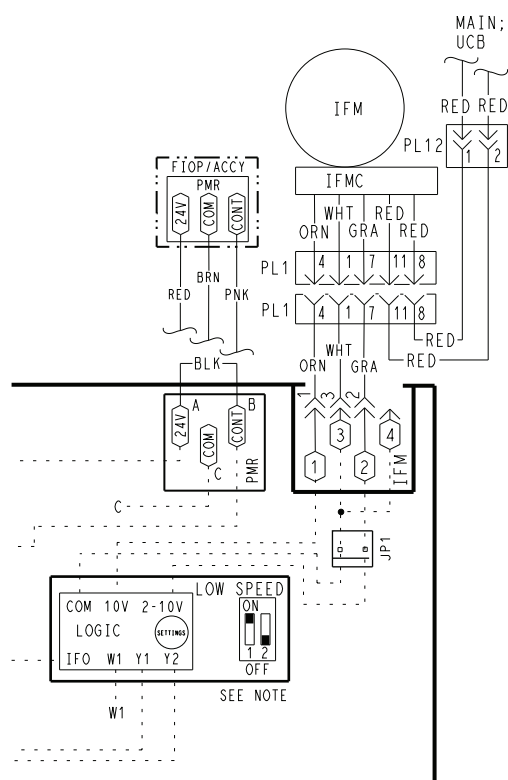 MAIN;
UCB
IFM
RED RED
PL12
1 2
FIOP/ACCY
PMR
24V COM CONT
IFMC
WHT RED
ORN GRA RED
4 1 7 11 8
PL1
BRN
RED PNK
PL1
4 1 7 11 8
RED
WHT
RED
BLK
ORN GRA
1 3 2
A B
24V COM CONT
C
PMR
3 4
1 2
IFM
C
JP1
LOW SPEED
COM 10V 2-10V
ON
LOGIC
SETTINGS
1 2
IFO W1 Y1 Y2
OFF
SEE NOTE
W1